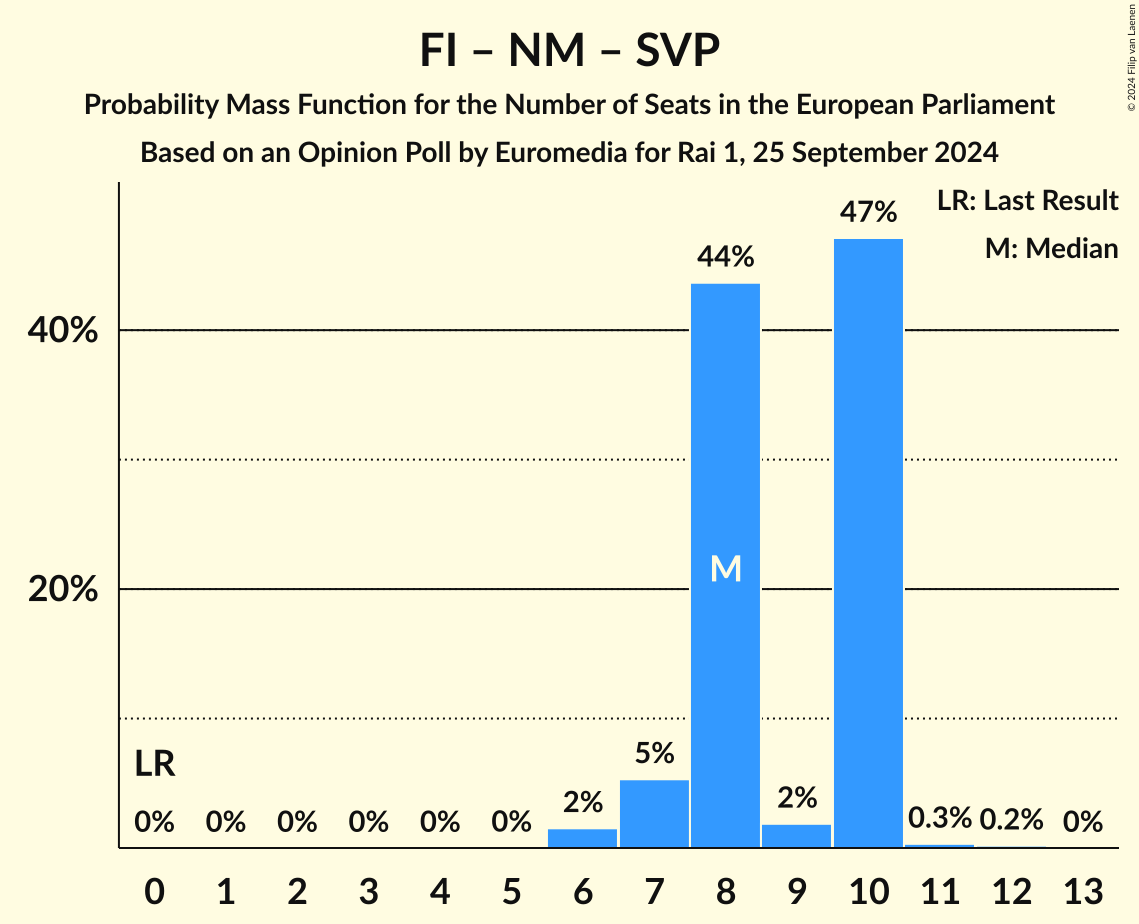 FI – NM – SVP
Probability Mass Function for the Number of Seats in the European Parliament
Based on an Opinion Poll by Euromedia for Rai 1, 25 September 2024
© 2024 Filip van Laenen
LR: Last Result
M: Median
47%
44%
40%
M
20%
LR
5%
2%
2%
0% 0% 0% 0% 0% 0% 0.3% 0.2% 0%
0 1 2 3 4 5 6 7 8 9 10 11 12 13